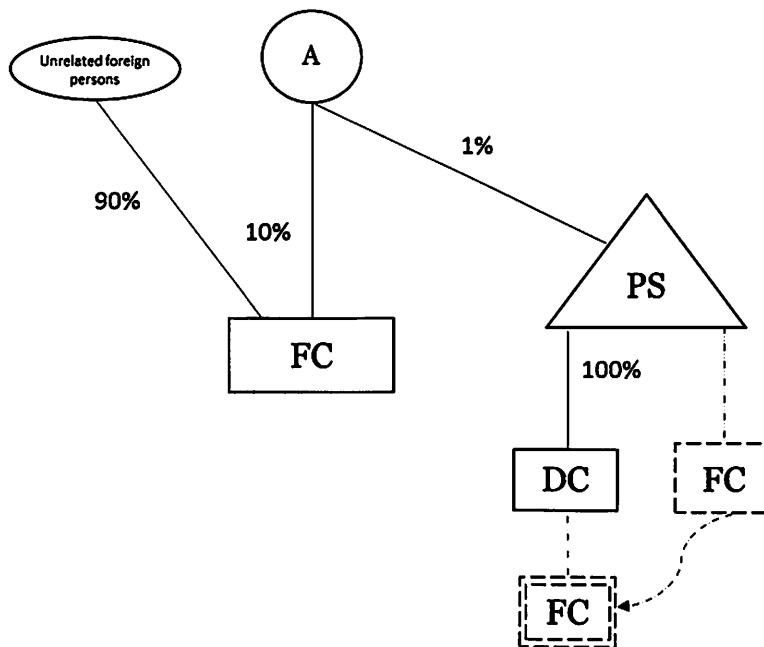 Unrelated foreign
persons
A
1%
90%
10%
PS
FC
100%
DC
FC
FC